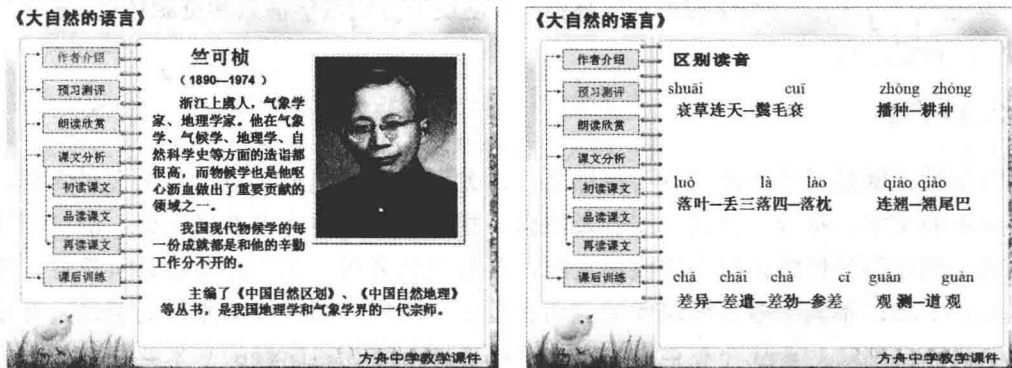 《大自然的语言》
作者介绍
预习测评
朗读欣赏
课文分析
初读课文
品读课文
再读课文
课后训练
竺可桢
（1890—1974）
浙江上虞人，气象学
家、地理学家。他在气象
学、气候学、地理学、自
然科学史等方面的造诣都
很高，而物候学也是他呕
心沥血做出了重要贡献的
领域之一。
我国现代物候学的每
一份成就都是和他的辛勤
工作分不开的。
主编了《中国自然区划》、《中国自然地理》
等丛书，是我国地理学和气象学界的一代宗师。
方舟中学教学课件
《大自然的语言》
作者介绍
预习测评
朗读欣赏
课文分析
初读课文
品读课文
再读课文
课后训练
区别读音
shuāi cuī zhǒng zhóng
衰草连天—鬓毛衰 播种—耕种
luò là lào qiáo qiào
落叶—丢三落四—落枕 连翘—翘尾巴
chā chāi chà cī guān guàn
差异—差遣—差劲—参差 观 测—道 观
方舟中学教学课件